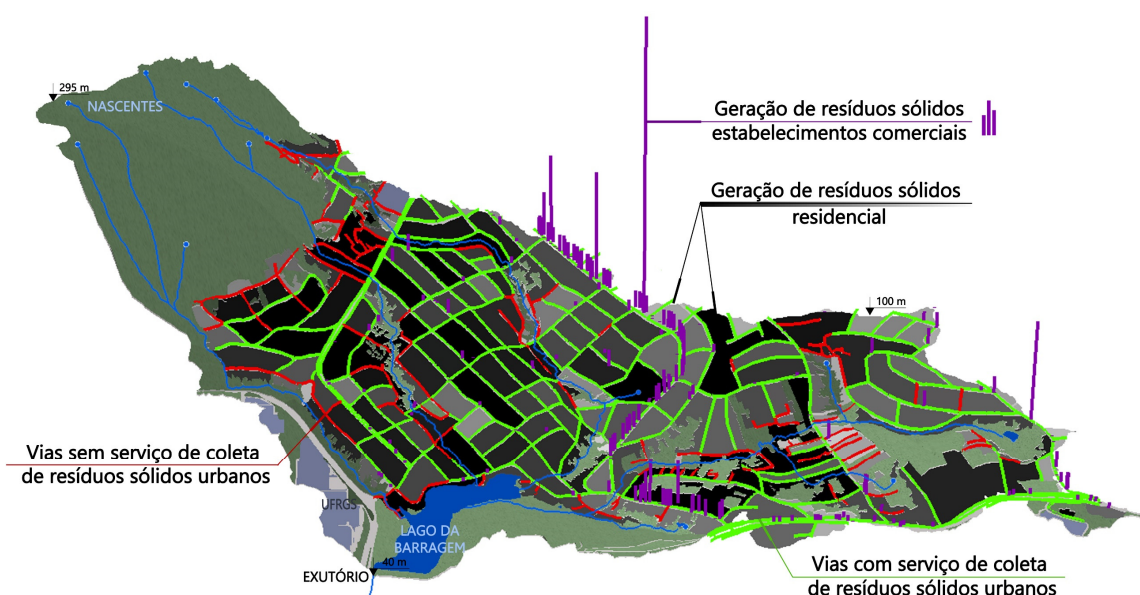 295 m
NASCENTES
Geração de resíduos sólidos
estabelecimentos comerciais
Geração de resíduos sólidos
residencial
100 m
Vias sem serviço de coleta
de resíduos sólidos urbanos
UFRGS
LAGO DA
BARRAGEM
40 m
EXUTÓRIO
Vias com serviço de coleta
de resíduos sólidos urbanos